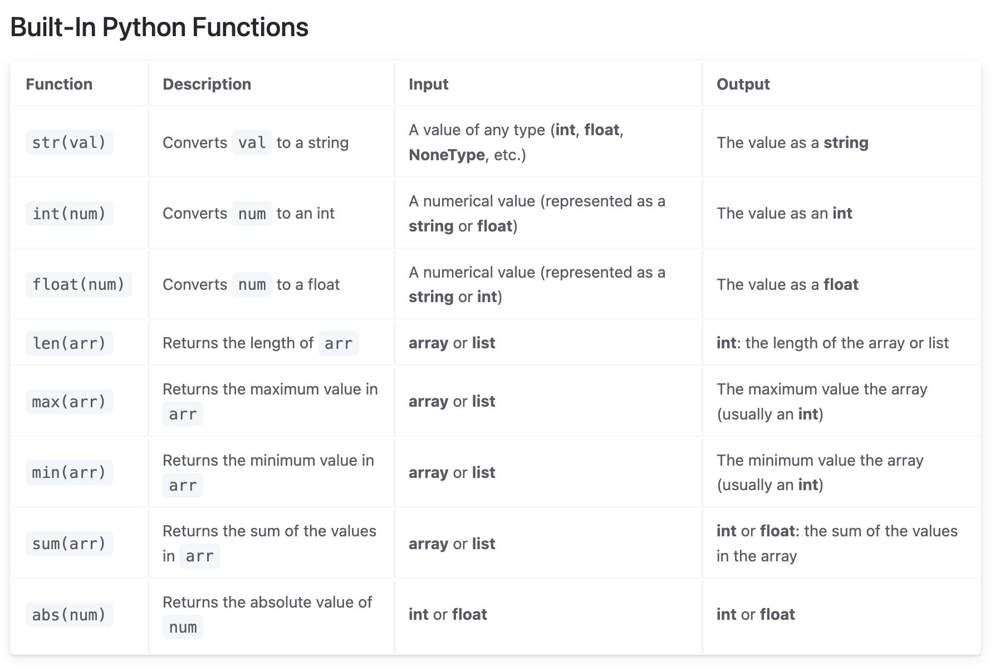 Built-In Python Functions
Function Description Input Output
str(val)
Converts val to a string
A value of any type (int, float,
NoneType, etc.)
The value as a string
int(num)
Converts num to an int
A numerical value (represented as a
string or float)
The value as an int
float(num)
Converts num to a float
A numerical value (represented as a
string or int)
The value as a float
len(arr)
Returns the length of arr
array or list
int: the length of the array or list
max(arr)
Returns the maximum value in
arr
array or list
The maximum value the array
(usually an int)
min(arr)
Returns the minimum value in
arr
array or list
The minimum value the array
(usually an int)
sum(arr)
Returns the sum of the values
in arr
array or list
int or float: the sum of the values
in the array
abs(num)
Returns the absolute value of
num
int or float
int or float